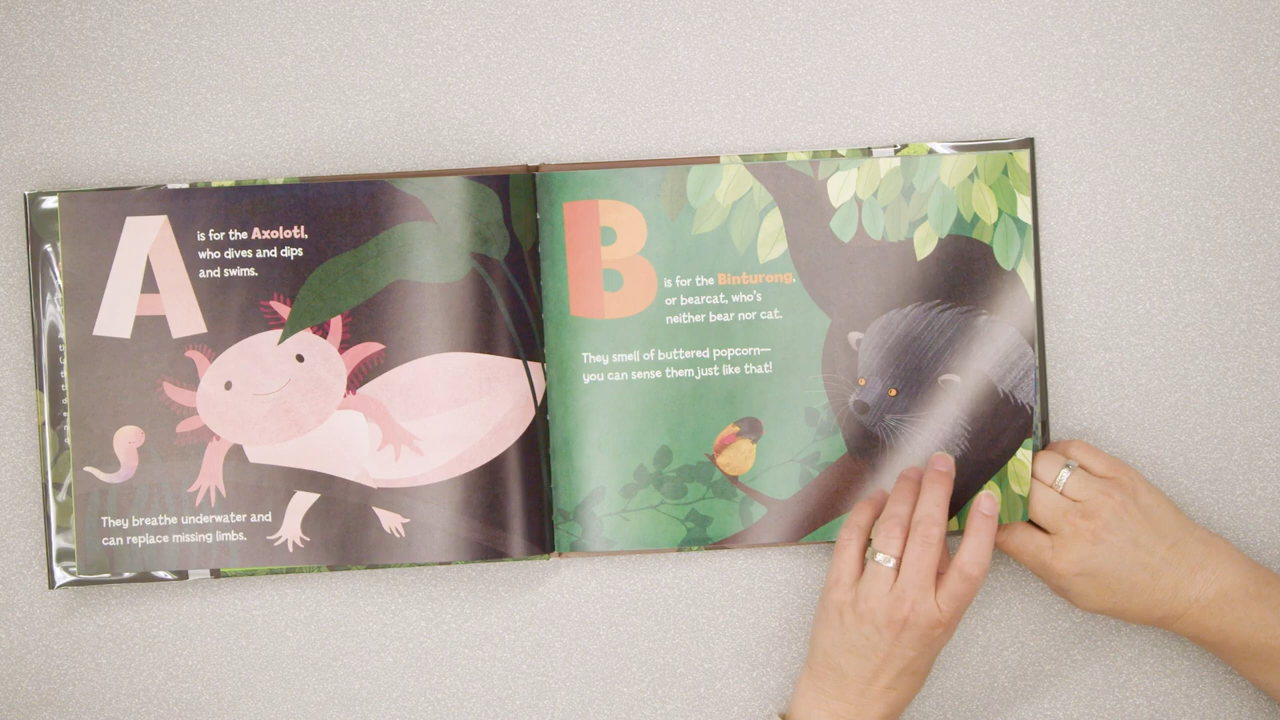 A
is for the Axolotl,
who dives and dips
and swims.
They breathe underwater and
can replace missing limbs.
B
is for the Binturong,
or bearcat, who's
neither bear nor cat.
They smell of buttered popcorn—
you can sense them just like that!